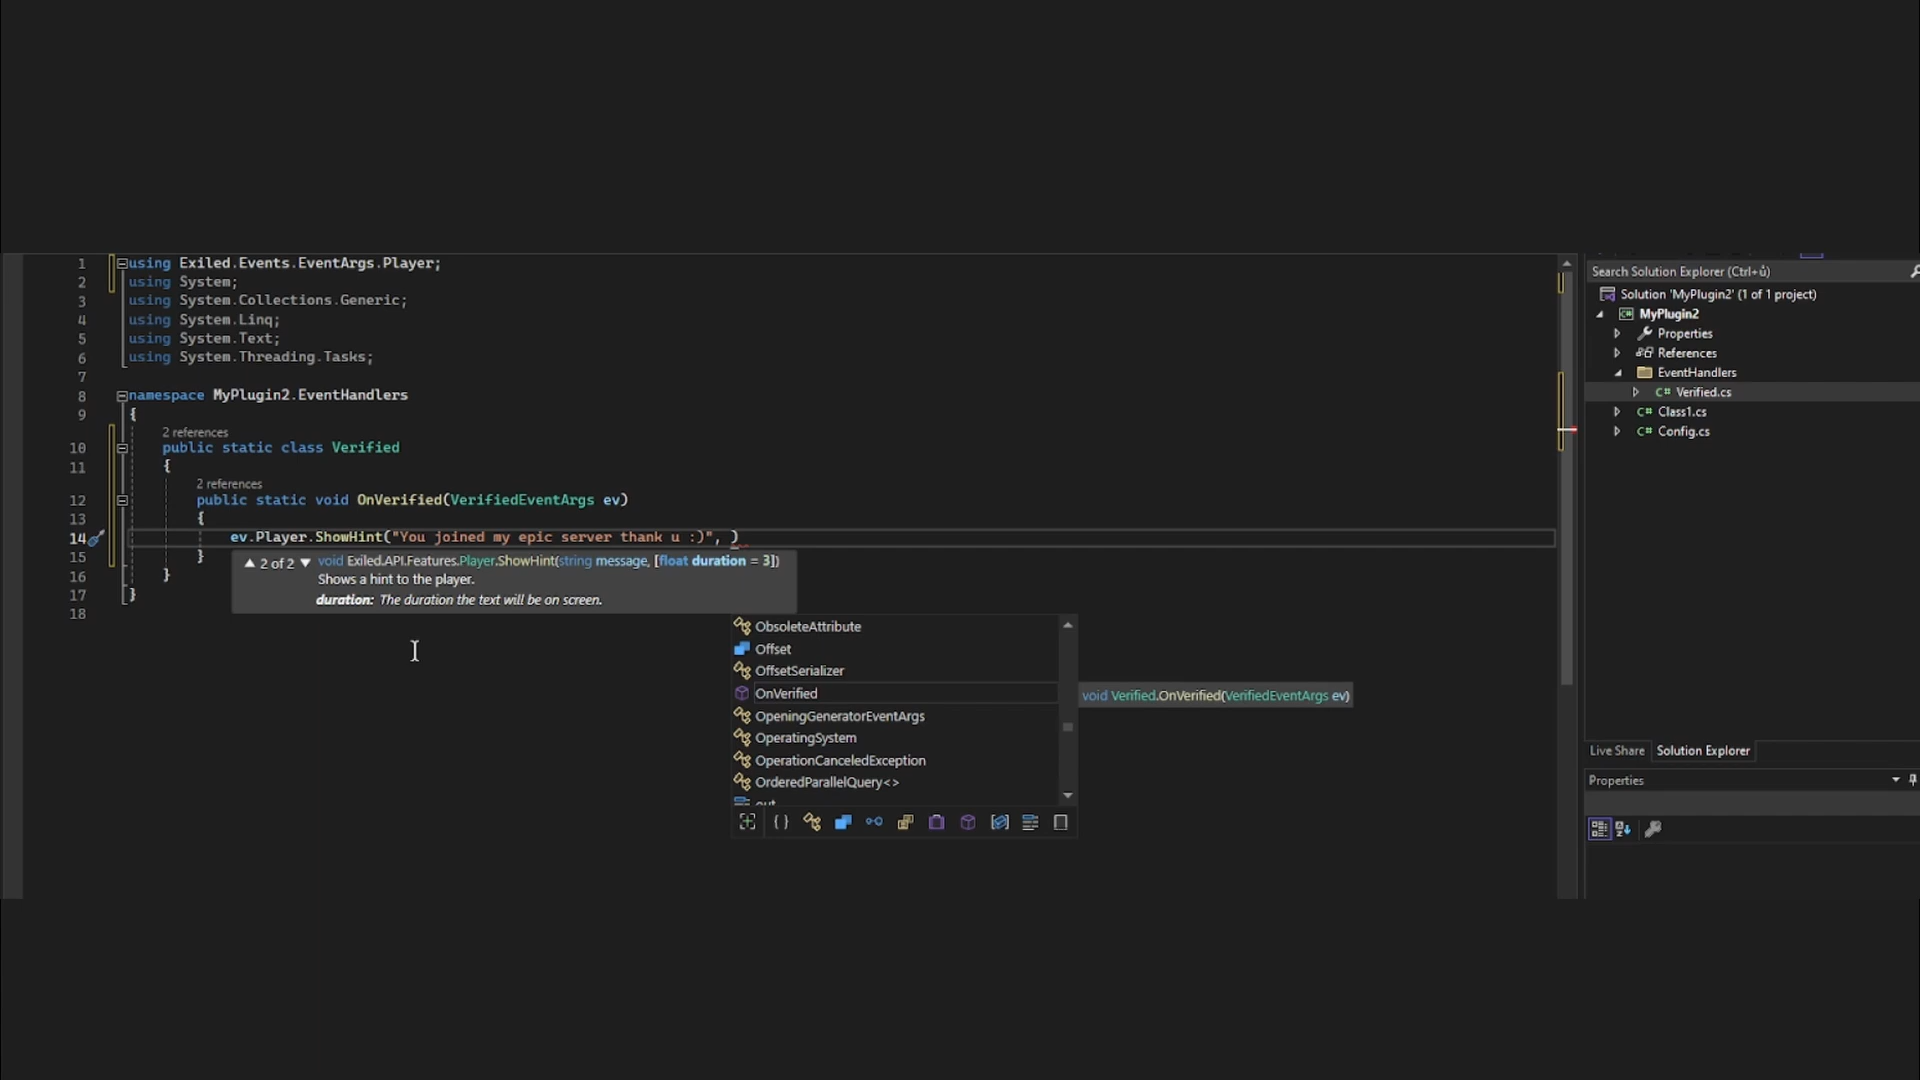 1 using Exiled.Events.EventArgs.Player;
2 using System;
3 using System.Collections.Generic;
4 using System.Linq;
5 using System.Text;
6 using System.Threading.Tasks;
7
8 namespace MyPlugin2.EventHandlers
9 {
2 references
10 public static class Verified
11 {
2 references
12 public static void OnVerified(VerifiedEventArgs ev)
13 {
14 ev.Player.ShowHint("You joined my epic server thank u :)", )
15 }
16 }
17 }
18
▲ 2 of 2 ▼ void Exiled.API.Features.Player.ShowHint(string message, [float duration = 3])
Shows a hint to the player.
duration: The duration the text will be on screen.
ObsoleteAttribute
Offset
OffsetSerializer
OnVerified
void Verified.OnVerified(VerifiedEventArgs ev)
OpeningGeneratorEventArgs
OperatingSystem
OperationCanceledException
OrderedParallelQuery<>
out
Search Solution Explorer (Ctrl+ů)
Solution 'MyPlugin2' (1 of 1 project)
C# MyPlugin2
Properties
References
EventHandlers
C# Verified.cs
C# Class1.cs
C# Config.cs
Live Share Solution Explorer
Properties